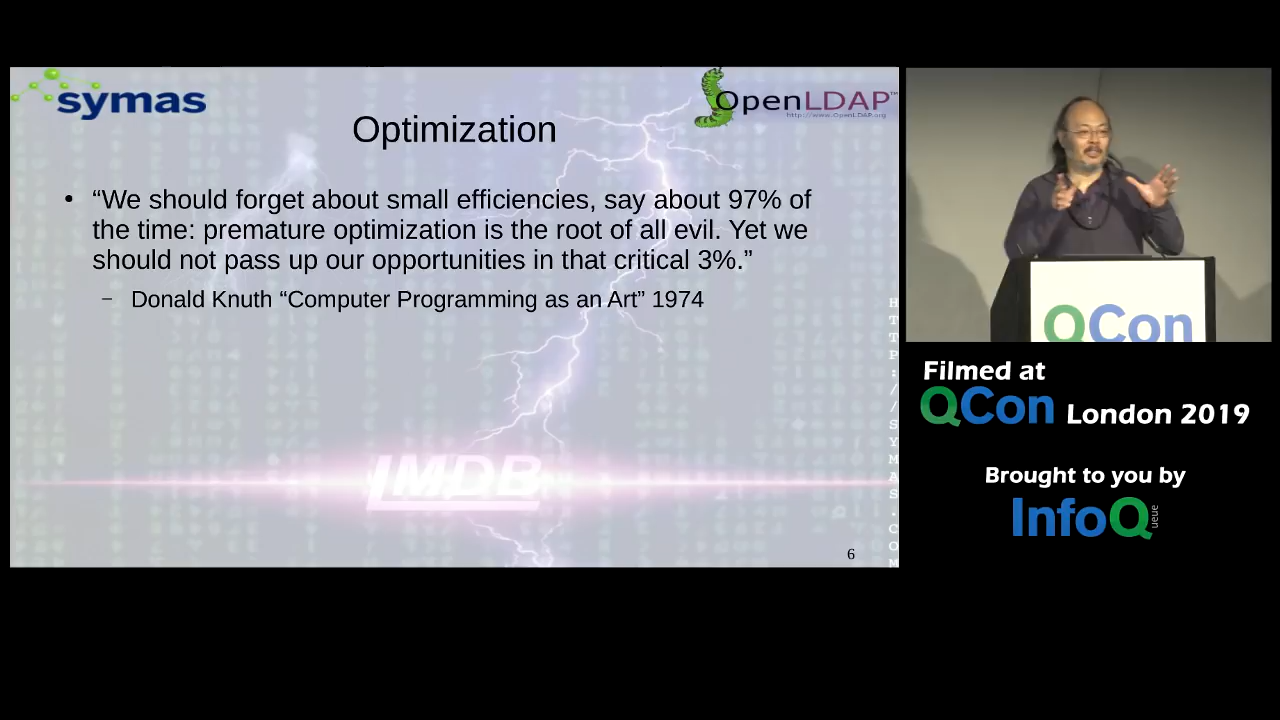 symas
OpenLDAP™
http://www.OpenLDAP.org
Optimization
• “We should forget about small efficiencies, say about 97% of
the time: premature optimization is the root of all evil. Yet we
should not pass up our opportunities in that critical 3%.”
– Donald Knuth “Computer Programming as an Art” 1974
HTTP://SYMAS.COM
LMDB
6
QCon
Filmed at
QCon London 2019
Brought to you by
InfoQ
ueue